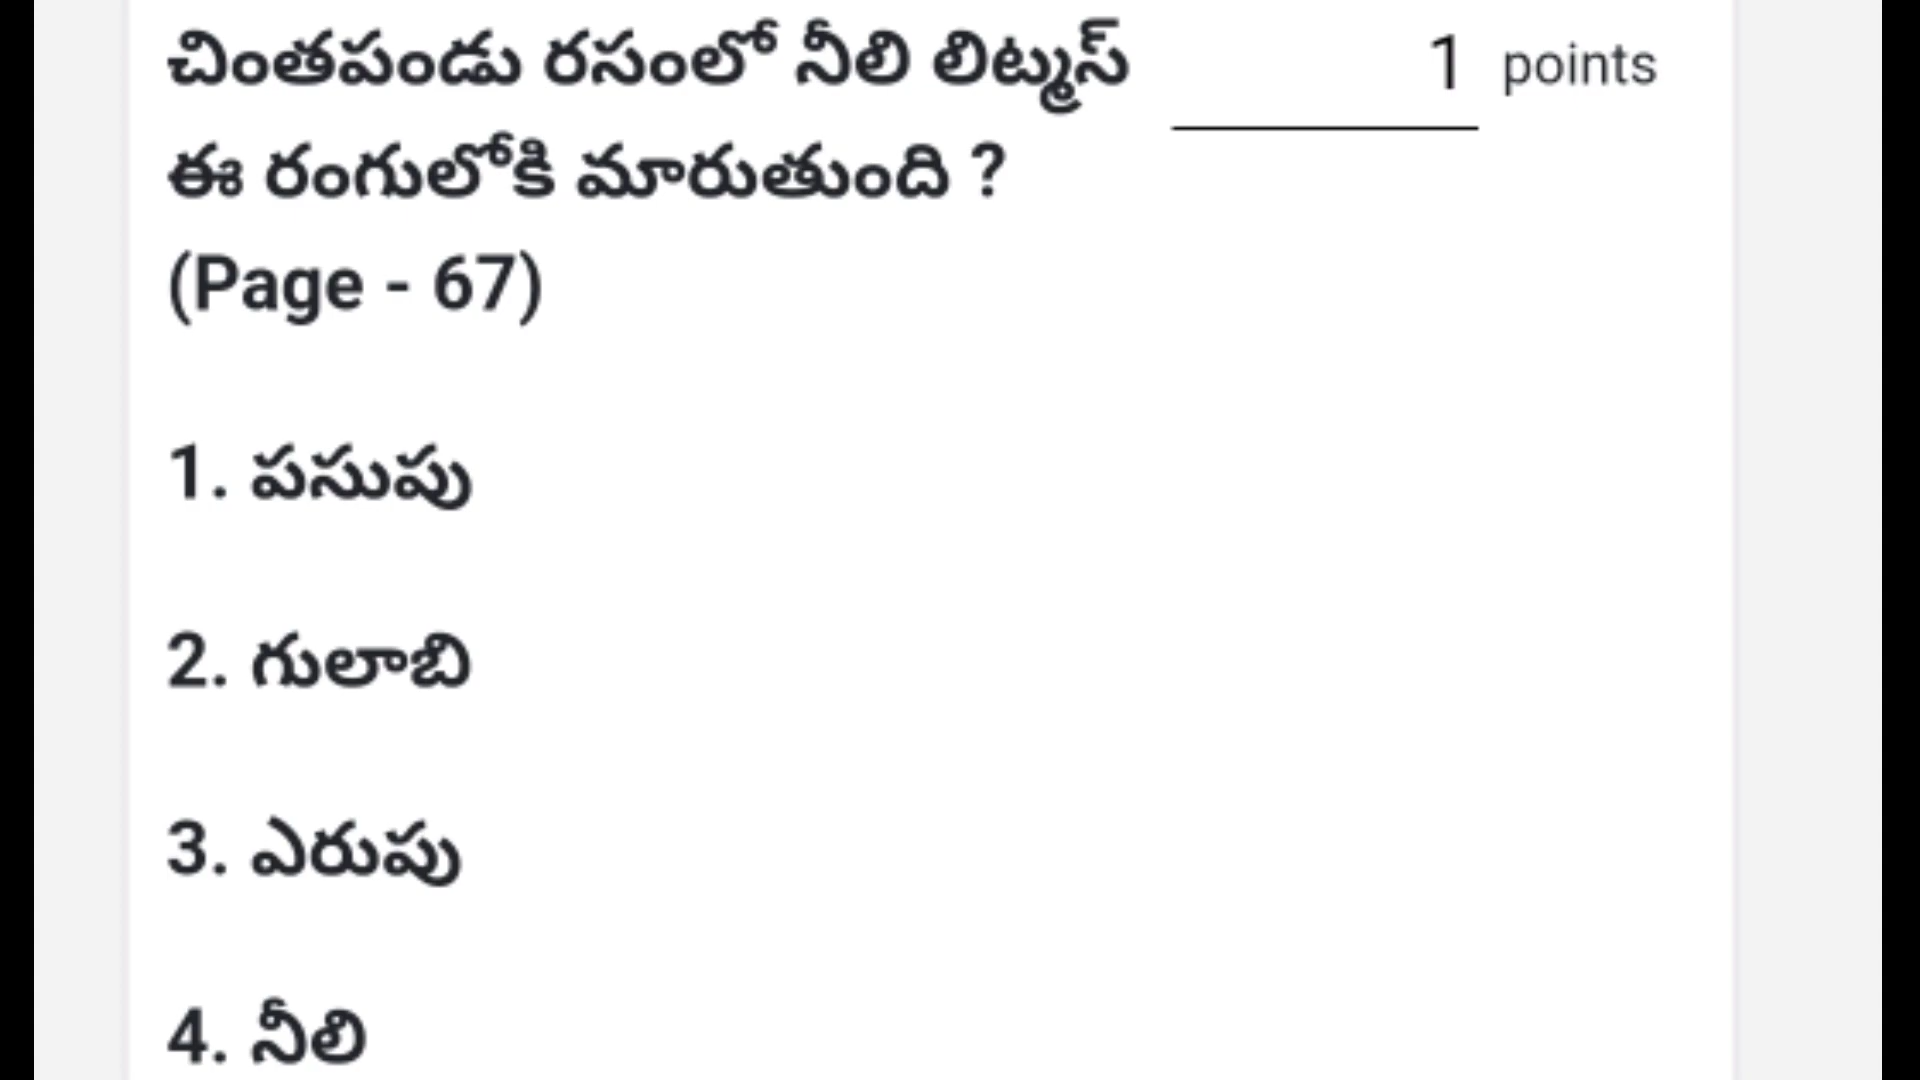 చింతపండు రసంలో నీలి లిట్మస్ 1 points
ఈ రంగులోకి మారుతుంది ?
(Page - 67)
1. పసుపు
2. గులాబి
3. ఎరుపు
4. నీలి